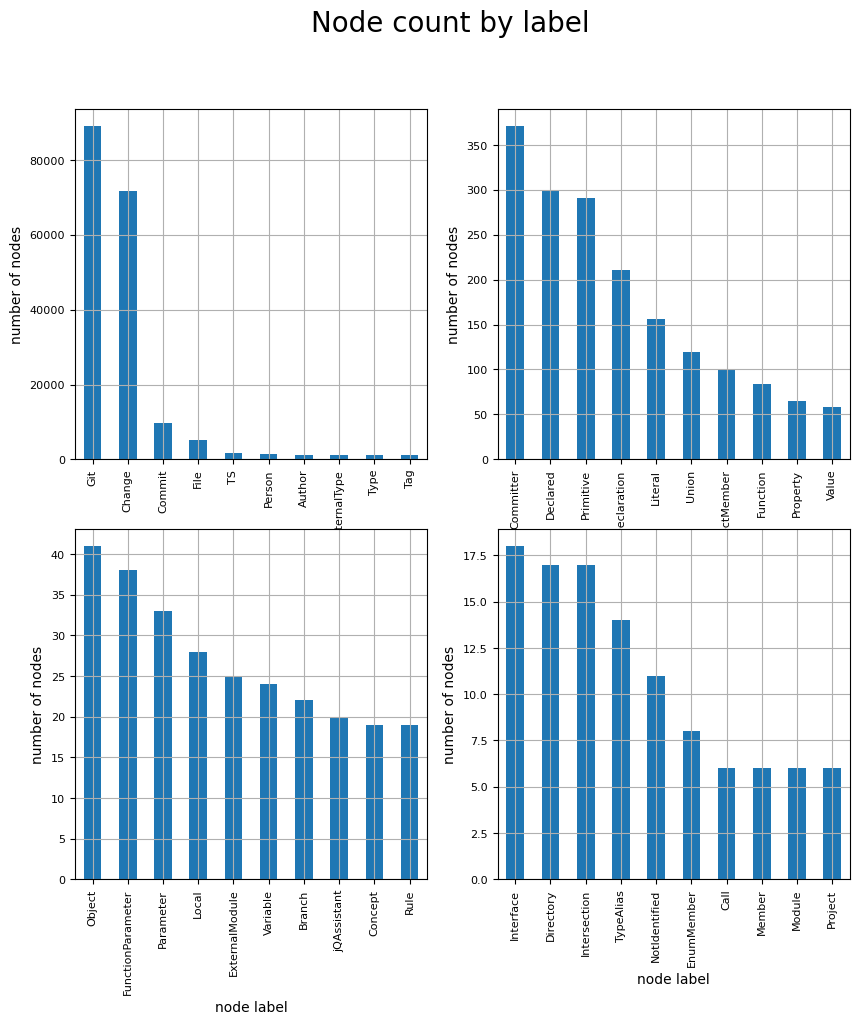 Node count by label
number of nodes
80000
60000
40000
20000
0
Git
Change
Commit
File
TS
Person
Author
ternalType
Type
Tag
number of nodes
350
300
250
200
150
100
50
0
Committer
Declared
Primitive
eclaration
Literal
Union
ctMember
Function
Property
Value
number of nodes
40
35
30
25
20
15
10
5
0
Object
FunctionParameter
Parameter
Local
ExternalModule
Variable
Branch
jQAssistant
Concept
Rule
node label
number of nodes
17.5
15.0
12.5
10.0
7.5
5.0
2.5
0.0
Interface
Directory
Intersection
TypeAlias
NotIdentified
EnumMember
Call
Member
Module
Project
node label